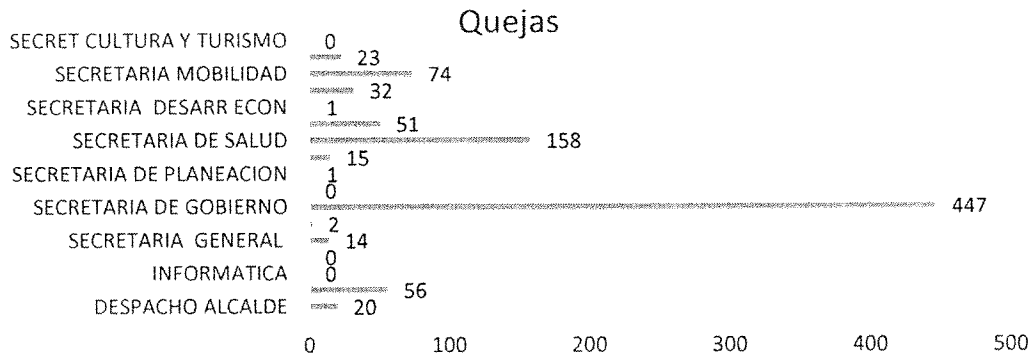 Quejas
SECRET CULTURA Y TURISMO 0
23
SECRETARIA MOBILIDAD 74
32
SECRETARIA DESARR ECON 1
51
SECRETARIA DE SALUD 158
15
SECRETARIA DE PLANEACION 1
0
SECRETARIA DE GOBIERNO 447
2
SECRETARIA GENERAL 14
0
INFORMATICA 0
56
DESPACHO ALCALDE 20
0 100 200 300 400 500